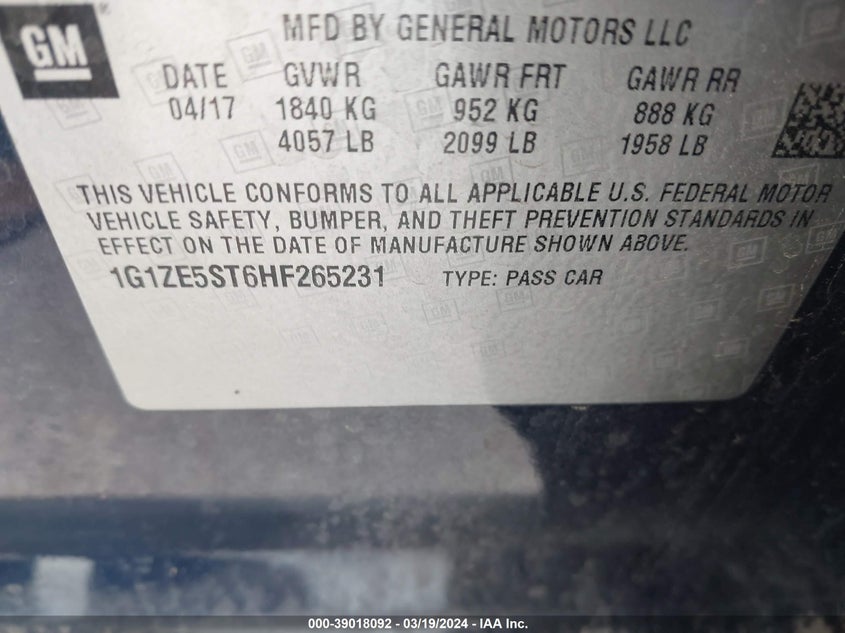 GM
MFD BY GENERAL MOTORS LLC
DATE GVWR GAWR FRT GAWR RR
04/17 1840 KG 952 KG 888 KG
4057 LB 2099 LB 1958 LB
THIS VEHICLE CONFORMS TO ALL APPLICABLE U.S. FEDERAL MOTOR
VEHICLE SAFETY, BUMPER, AND THEFT PREVENTION STANDARDS IN
EFFECT ON THE DATE OF MANUFACTURE SHOWN ABOVE.
1G1ZE5ST6HF265231 TYPE: PASS CAR
000-39018092 - 03/19/2024 - IAA Inc.